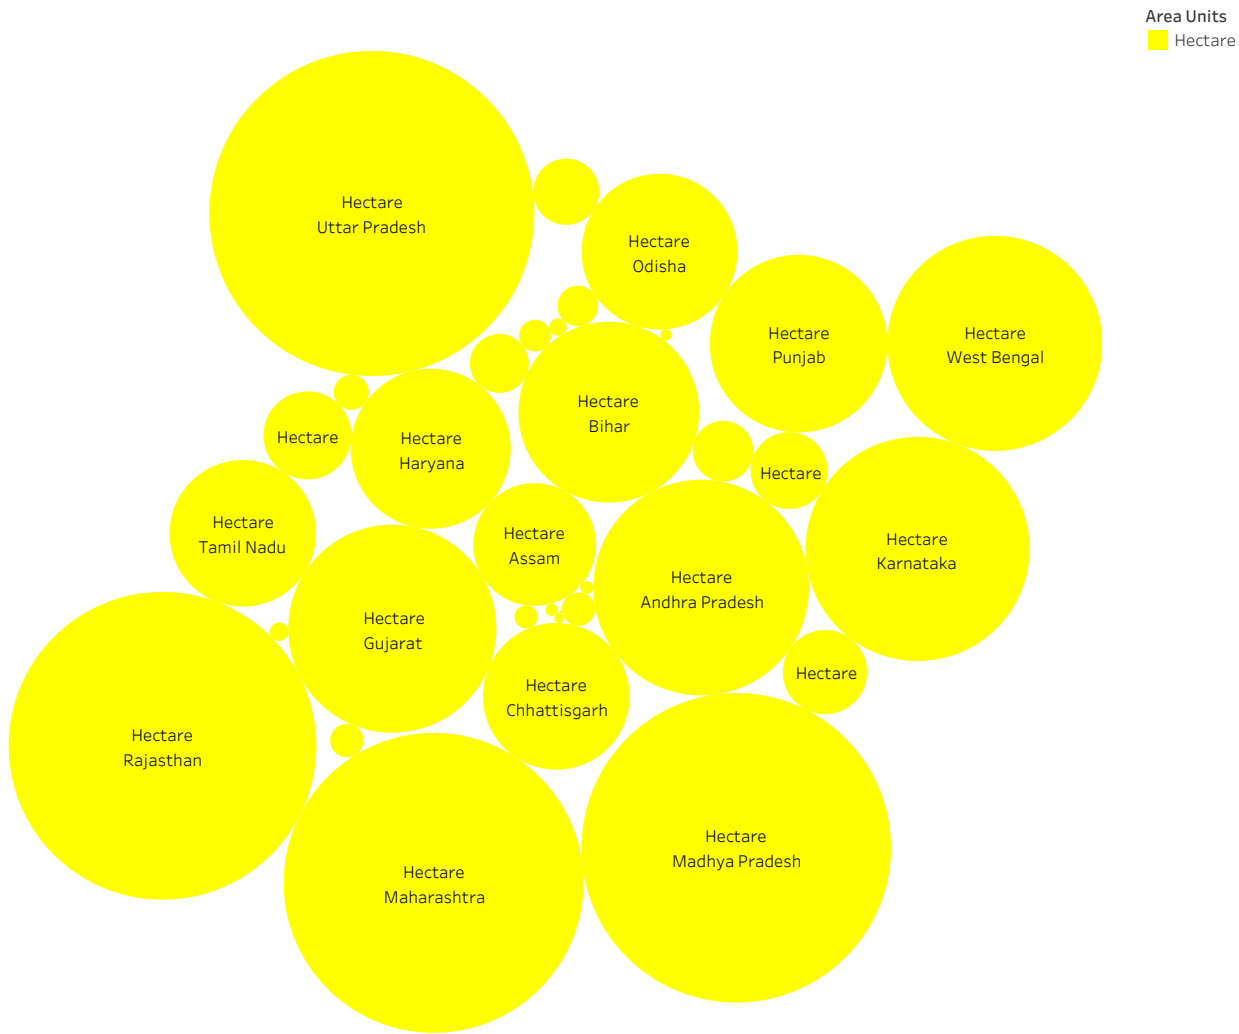 Area Units
Hectare
Hectare
Uttar Pradesh
Hectare
Odisha
Hectare
Punjab
Hectare
West Bengal
Hectare
Bihar
Hectare
Hectare
Haryana
Hectare
Hectare
Tamil Nadu
Hectare
Assam
Hectare
Karnataka
Hectare
Andhra Pradesh
Hectare
Gujarat
Hectare
Hectare
Chhattisgarh
Hectare
Rajasthan
Hectare
Madhya Pradesh
Hectare
Maharashtra